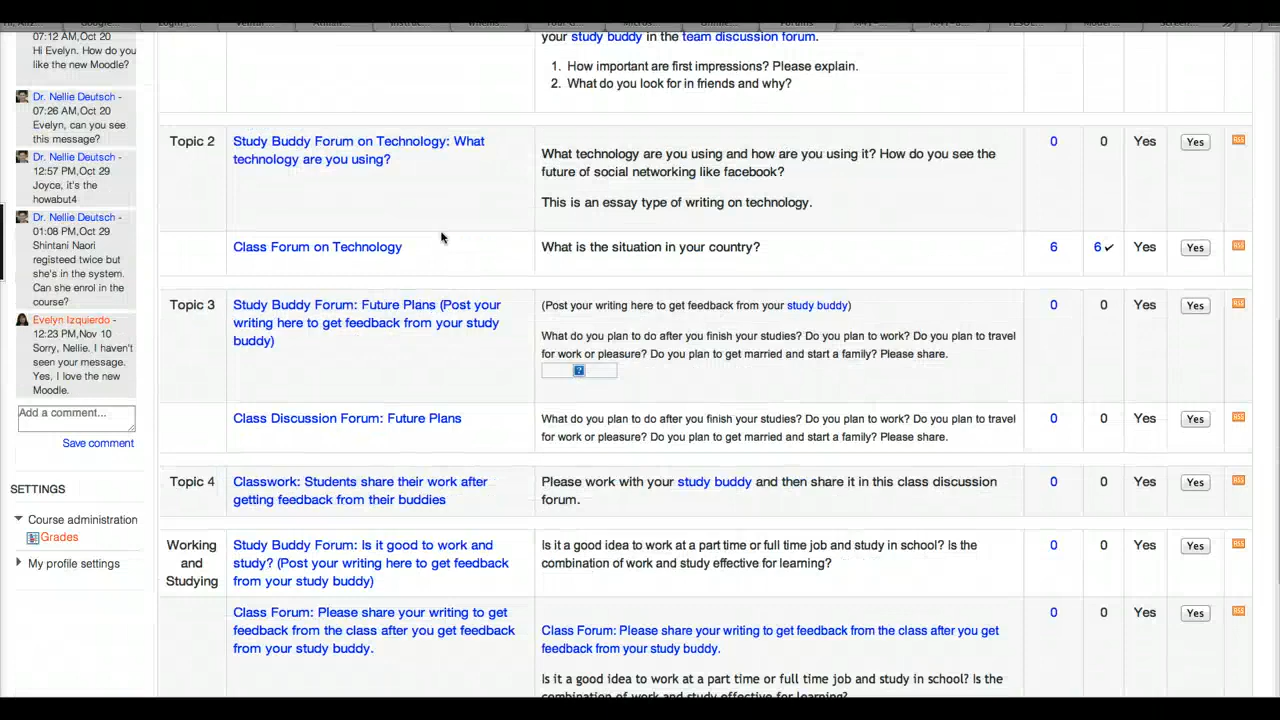 07:12 AM,Oct 20
Hi Evelyn. How do you
like the new Moodle?
Dr. Nellie Deutsch -
07:26 AM,Oct 20
Evelyn, can you see
this message?
Dr. Nellie Deutsch -
12:57 PM,Oct 29
Joyce, it's the
howabut4
Dr. Nellie Deutsch -
01:08 PM,Oct 29
Shintani Naori
registeed twice but
she's in the system.
Can she enrol in the
course?
Evelyn Izquierdo -
12:23 PM,Nov 10
Sorry, Nellie. I haven't
seen your message.
Yes, I love the new
Moodle.
Add a comment...
Save comment
SETTINGS
Course administration
Grades
My profile settings
your study buddy in the team discussion forum.
1. How important are first impressions? Please explain.
2. What do you look for in friends and why?
Topic 2
Study Buddy Forum on Technology: What
technology are you using?
What technology are you using and how are you using it? How do you see the
future of social networking like facebook?
This is an essay type of writing on technology.
0 0 Yes Yes RSS
Class Forum on Technology
What is the situation in your country?
6 6 ✔ Yes Yes RSS
Topic 3
Study Buddy Forum: Future Plans (Post your
writing here to get feedback from your study
buddy)
(Post your writing here to get feedback from your study buddy)
What do you plan to do after you finish your studies? Do you plan to work? Do you plan to travel
for work or pleasure? Do you plan to get married and start a family? Please share.
?
0 0 Yes Yes RSS
Class Discussion Forum: Future Plans
What do you plan to do after you finish your studies? Do you plan to work? Do you plan to travel
for work or pleasure? Do you plan to get married and start a family? Please share.
0 0 Yes Yes RSS
Topic 4
Classwork: Students share their work after
getting feedback from their buddies
Please work with your study buddy and then share it in this class discussion
forum.
0 0 Yes Yes RSS
Working
and
Studying
Study Buddy Forum: Is it good to work and
study? (Post your writing here to get feedback
from your study buddy)
Is it a good idea to work at a part time or full time job and study in school? Is the
combination of work and study effective for learning?
0 0 Yes Yes RSS
Class Forum: Please share your writing to get
feedback from the class after you get feedback
from your study buddy.
Class Forum: Please share your writing to get feedback from the class after you get
feedback from your study buddy.
Is it a good idea to work at a part time or full time job and study in school? Is the
combination of work and study effective for learning?
0 0 Yes Yes RSS